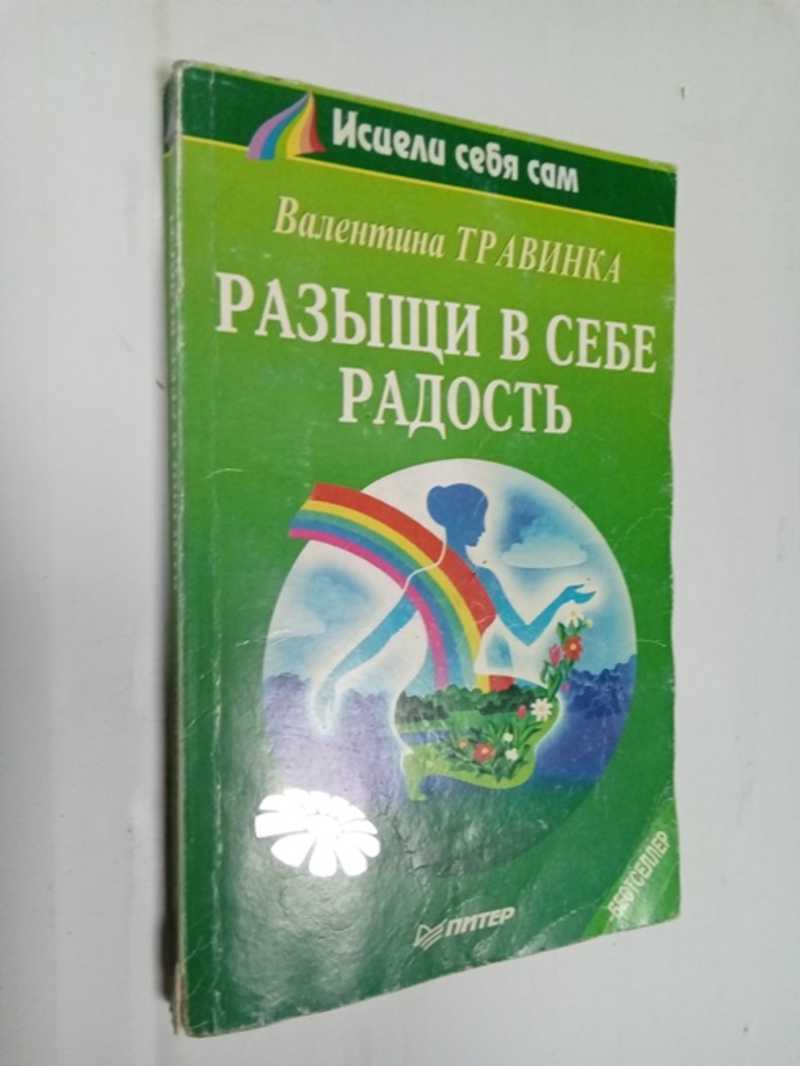 Исцели себя сам
Валентина ТРАВИНКА
РАЗЫЩИ В СЕБЕ
РАДОСТЬ
ПИТЕР
БЕСТСЕЛЛЕР